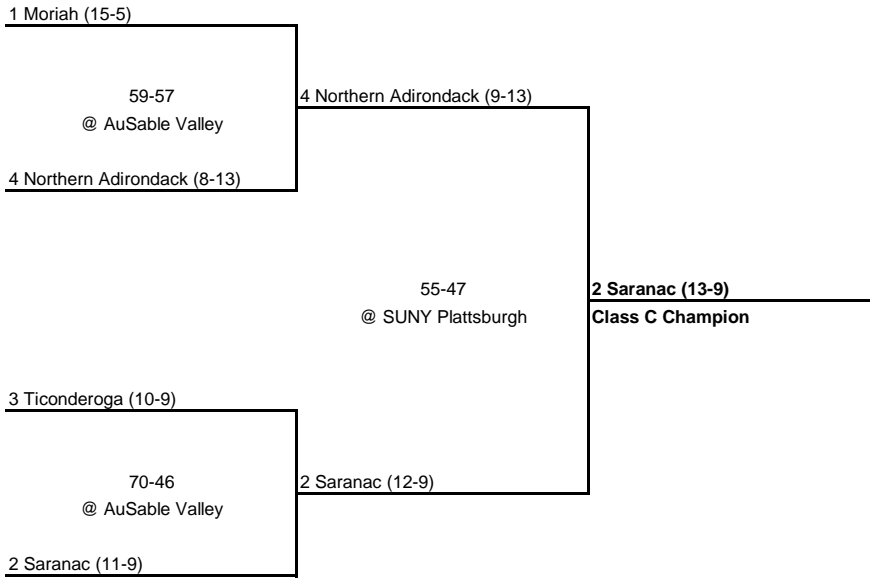 1 Moriah (15-5)
59-57
@ AuSable Valley
4 Northern Adirondack (9-13)
4 Northern Adirondack (8-13)
55-47
@ SUNY Plattsburgh
2 Saranac (13-9)
Class C Champion
3 Ticonderoga (10-9)
70-46
@ AuSable Valley
2 Saranac (12-9)
2 Saranac (11-9)